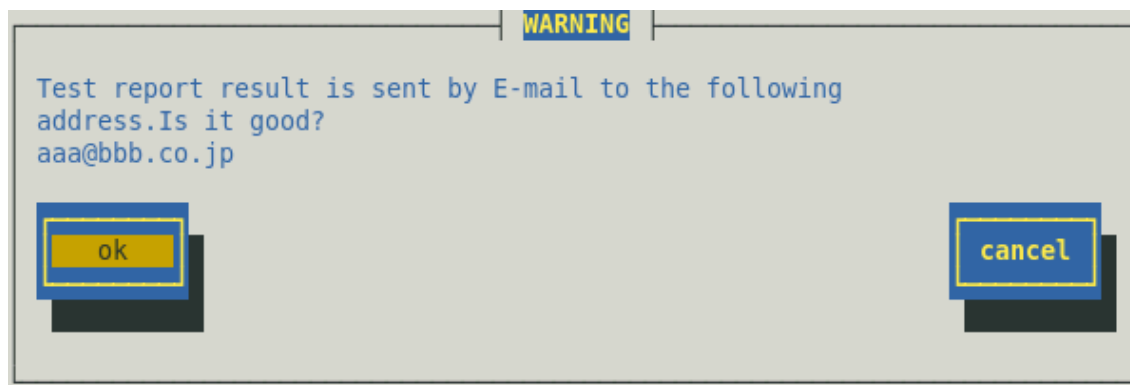 WARNING
Test report result is sent by E-mail to the following
address.Is it good?
aaa@bbb.co.jp
ok
cancel